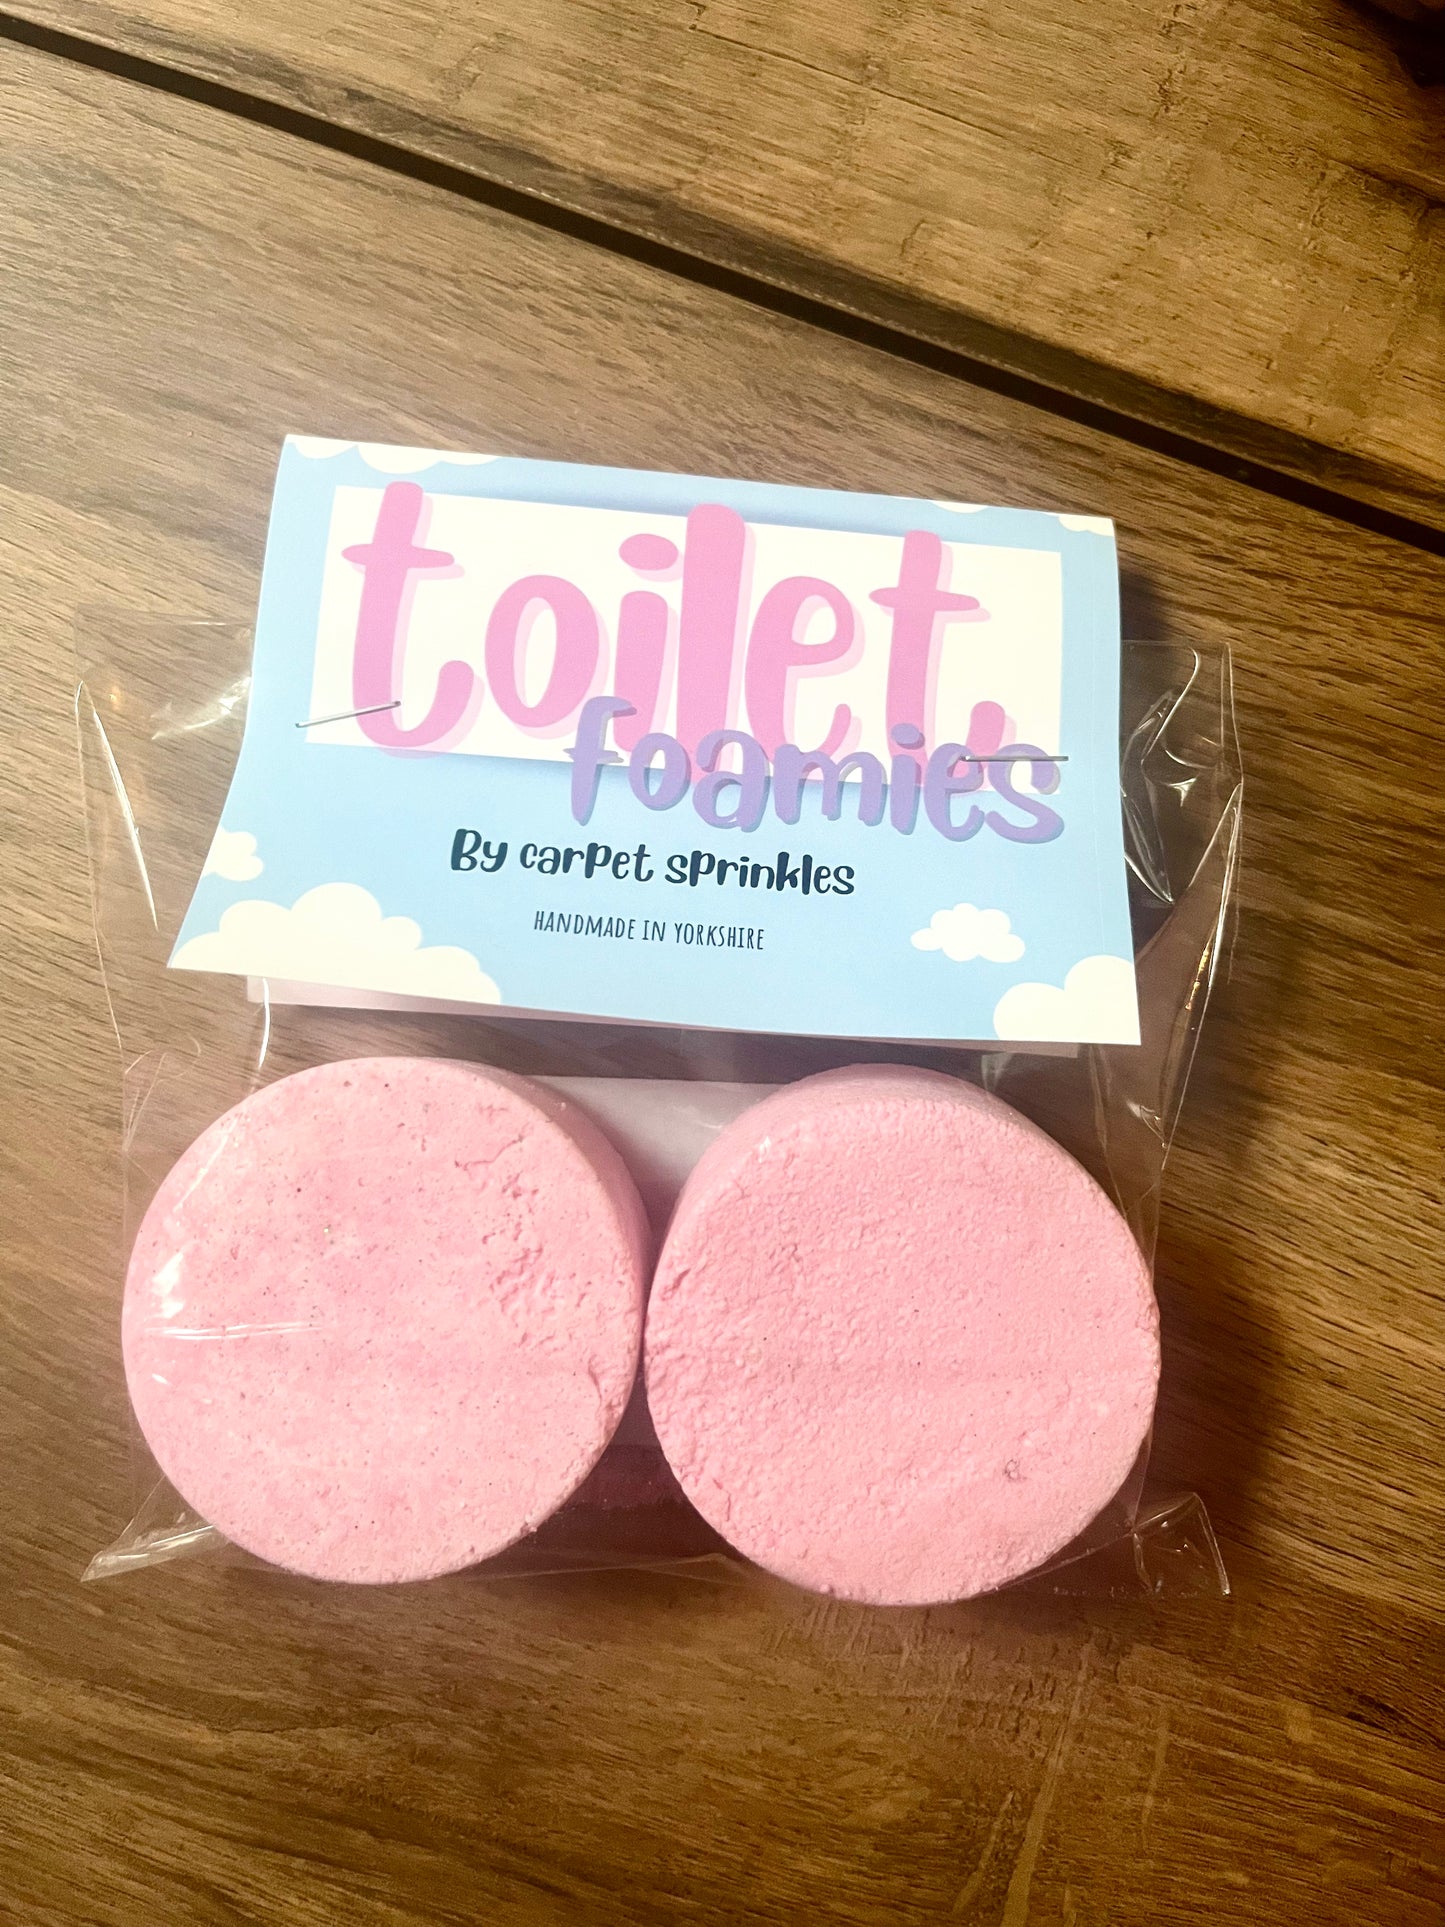 toilet
foamies
By carpet sprinkles
HANDMADE IN YORKSHIRE